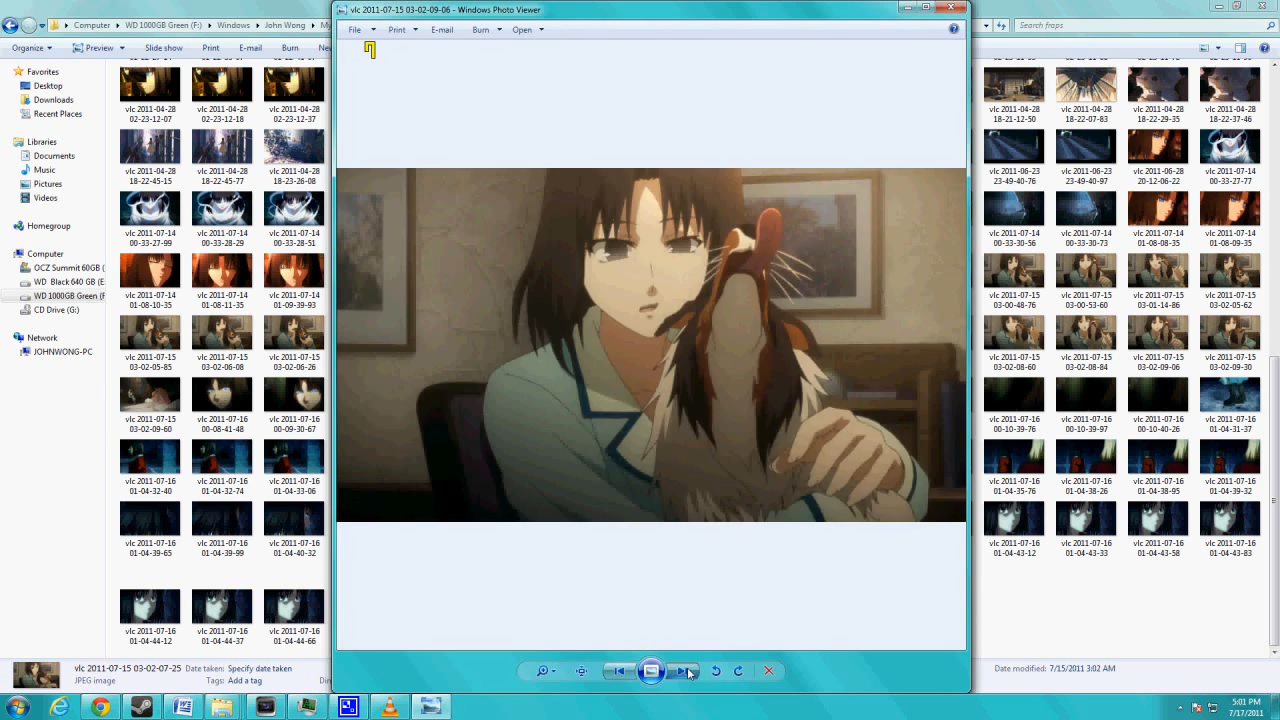 vlc 2011-07-15 03-02-09-06 - Windows Photo Viewer
File Print E-mail Burn Open
Computer WD 1000GB Green (F:) Windows John Wong My
Search fraps
Organize Preview Slide show Print E-mail Burn
Favorites
Desktop
Downloads
Recent Places
Libraries
Documents
Music
Pictures
Videos
Homegroup
Computer
OCZ Summit 60GB (
WD Black 640 GB (E
WD 1000GB Green (F
CD Drive (G:)
Network
JOHNWONG-PC
vlc 2011-04-28 vlc 2011-04-28 vlc 2011-04-28 vlc 2011-04-28 vlc 2011-04-28 vlc 2011-04-28 vlc 2011-04-28
02-23-12-07 02-23-12-18 02-23-12-37 18-21-12-50 18-22-07-83 18-22-29-35 18-22-37-46
vlc 2011-04-28 vlc 2011-04-28 vlc 2011-04-28 vlc 2011-06-23 vlc 2011-06-23 vlc 2011-06-28 vlc 2011-07-14
18-22-45-15 18-22-45-77 18-23-26-08 23-49-40-76 23-49-40-97 20-12-06-22 00-33-27-77
vlc 2011-07-14 vlc 2011-07-14 vlc 2011-07-14 vlc 2011-07-14 vlc 2011-07-14 vlc 2011-07-14 vlc 2011-07-14
00-33-27-99 00-33-28-29 00-33-28-51 00-33-30-56 00-33-30-73 01-08-08-35 01-08-09-35
vlc 2011-07-14 vlc 2011-07-14 vlc 2011-07-14 vlc 2011-07-15 vlc 2011-07-15 vlc 2011-07-15 vlc 2011-07-15
01-08-10-35 01-08-11-35 01-09-39-93 03-00-48-76 03-00-53-60 03-01-14-86 03-02-05-62
vlc 2011-07-15 vlc 2011-07-15 vlc 2011-07-15 vlc 2011-07-15 vlc 2011-07-15 vlc 2011-07-15 vlc 2011-07-15
03-02-05-85 03-02-06-08 03-02-06-26 03-02-08-60 03-02-08-84 03-02-09-06 03-02-09-30
vlc 2011-07-15 vlc 2011-07-16 vlc 2011-07-16 vlc 2011-07-16 vlc 2011-07-16 vlc 2011-07-16 vlc 2011-07-16
03-02-09-60 00-08-41-48 00-09-30-67 00-10-39-76 00-10-39-97 00-10-40-26 01-04-31-37
vlc 2011-07-16 vlc 2011-07-16 vlc 2011-07-16 vlc 2011-07-16 vlc 2011-07-16 vlc 2011-07-16 vlc 2011-07-16
01-04-32-40 01-04-32-74 01-04-33-06 01-04-35-76 01-04-38-26 01-04-38-95 01-04-39-32
vlc 2011-07-16 vlc 2011-07-16 vlc 2011-07-16 vlc 2011-07-16 vlc 2011-07-16 vlc 2011-07-16 vlc 2011-07-16
01-04-39-65 01-04-39-99 01-04-40-32 01-04-43-12 01-04-43-33 01-04-43-58 01-04-43-83
vlc 2011-07-16 vlc 2011-07-16 vlc 2011-07-16
01-04-44-12 01-04-44-37 01-04-44-66
vlc 2011-07-15 03-02-07-25 Date taken: Specify date taken Date modified: 7/15/2011 3:02 AM
JPEG image Tags: Add a tag
5:01 PM
7/17/2011